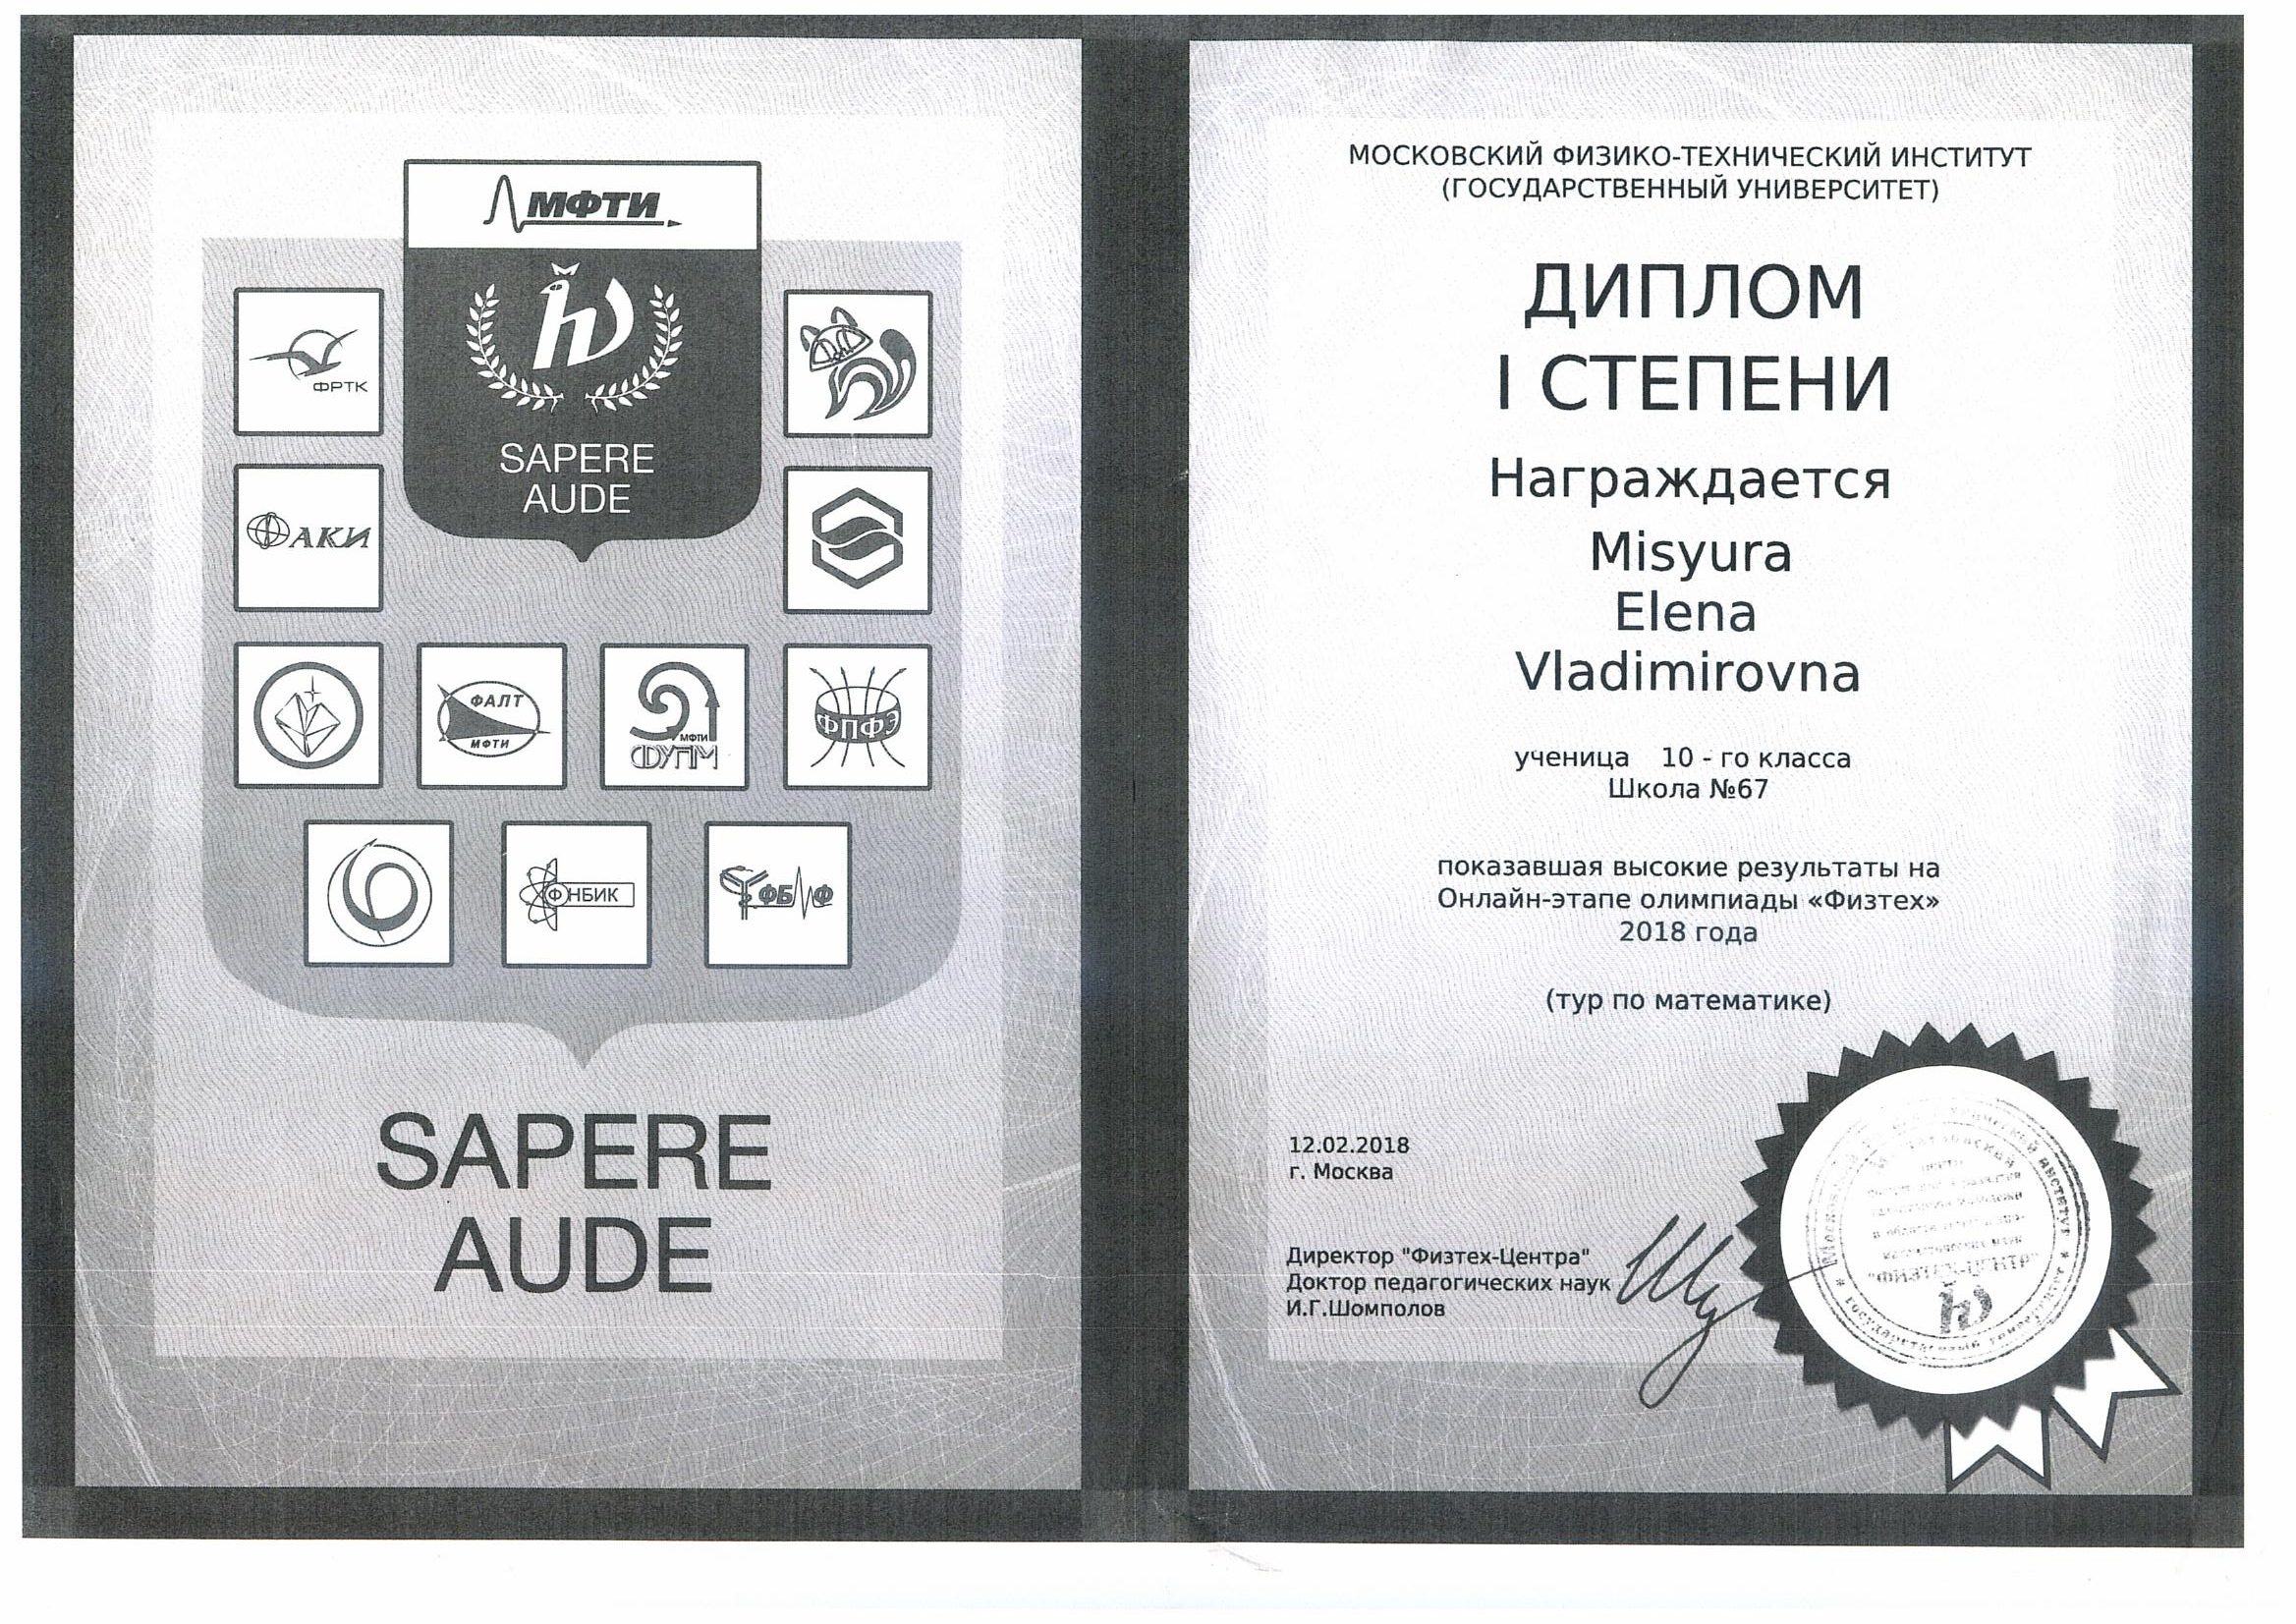 МФТИ
SAPERE
AUDE
ФРТК
ФАКИ
ФАЛТ
МФТИ
МФТИ
ФУПМ
ФПФЭ
ФНБИК
ФБМФ
SAPERE
AUDE
МОСКОВСКИЙ ФИЗИКО-ТЕХНИЧЕСКИЙ ИНСТИТУТ
(ГОСУДАРСТВЕННЫЙ УНИВЕРСИТЕТ)
ДИПЛОМ
I СТЕПЕНИ
Награждается
Misyura
Elena
Vladimirovna
ученица 10 - го класса
Школа №67
показавшая высокие результаты на
Онлайн-этапе олимпиады «Физтех»
2018 года
(тур по математике)
12.02.2018
г. Москва
Директор "Физтех-Центра"
Доктор педагогических наук
И.Г.Шомполов
"ФИЗТЕХ-ЦЕНТР"